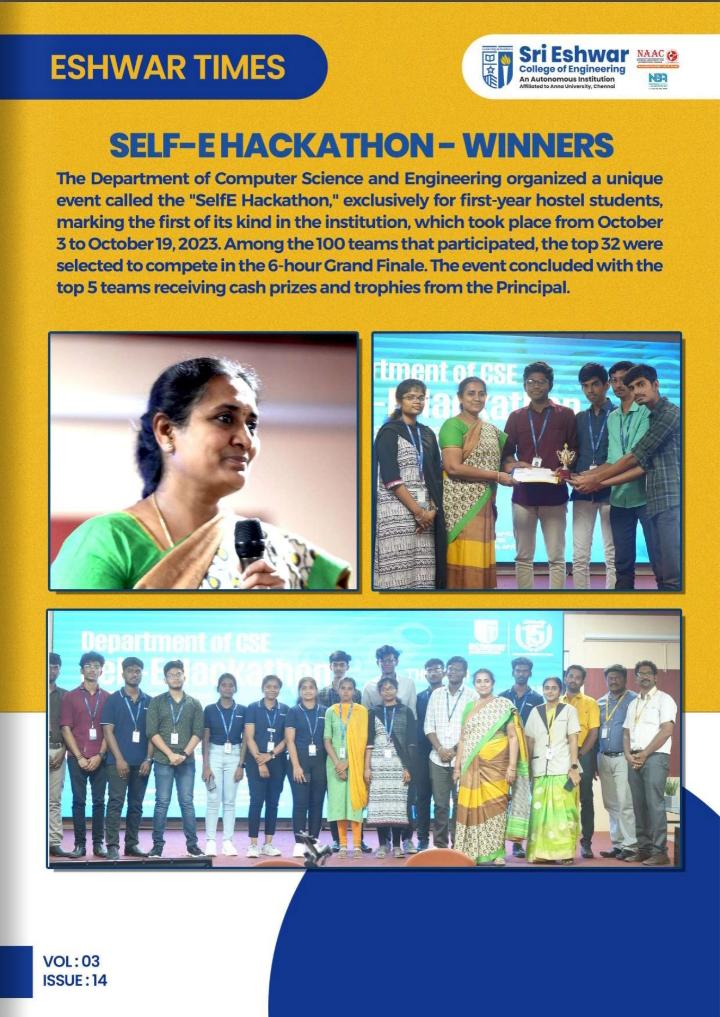 ESHWAR TIMES
Sri Eshwar
College of Engineering
An Autonomous Institution
Affiliated to Anna University, Chennai
NAAC
NBA
SELF-E HACKATHON - WINNERS
The Department of Computer Science and Engineering organized a unique
event called the "SelfE Hackathon," exclusively for first-year hostel students,
marking the first of its kind in the institution, which took place from October
3 to October 19, 2023. Among the 100 teams that participated, the top 32 were
selected to compete in the 6-hour Grand Finale. The event concluded with the
top 5 teams receiving cash prizes and trophies from the Principal.
rtment of CSE
Department of CSE
Self-E Hackathon
VOL : 03
ISSUE : 14